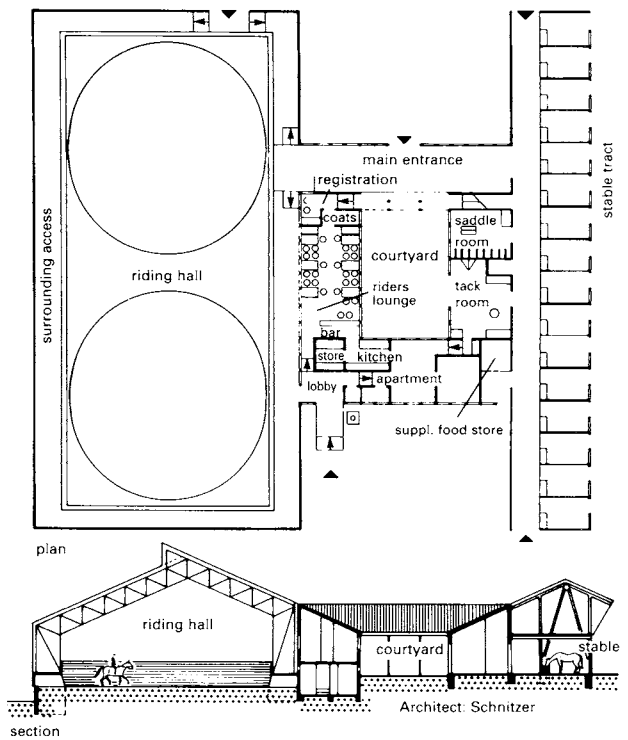 main entrance
registration
coats
saddle
room
stable tract
surrounding access
courtyard
riding hall
riders
lounge
tack
room
bar
store
kitchen
lobby
apartment
suppl. food store
plan
riding hall
courtyard
stable
Architect: Schnitzer
section